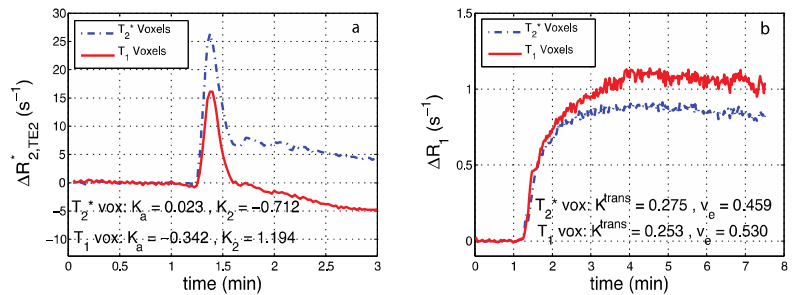 a
T2* Voxels
T1 Voxels
30
25
20
15
10
5
0
−5
−10
ΔR*2,TE2 (s−1)
T2* vox: Ka = 0.023 , K2 = −0.712
T1 vox: Ka = −0.342 , K2 = 1.194
0 0.5 1 1.5 2 2.5 3
time (min)
b
T2* Voxels
T1 Voxels
1.5
1
0.5
0
ΔR1 (s−1)
T2* vox: Ktrans = 0.275 , ve = 0.459
T1 vox: Ktrans = 0.253 , ve = 0.530
0 1 2 3 4 5 6 7 8
time (min)